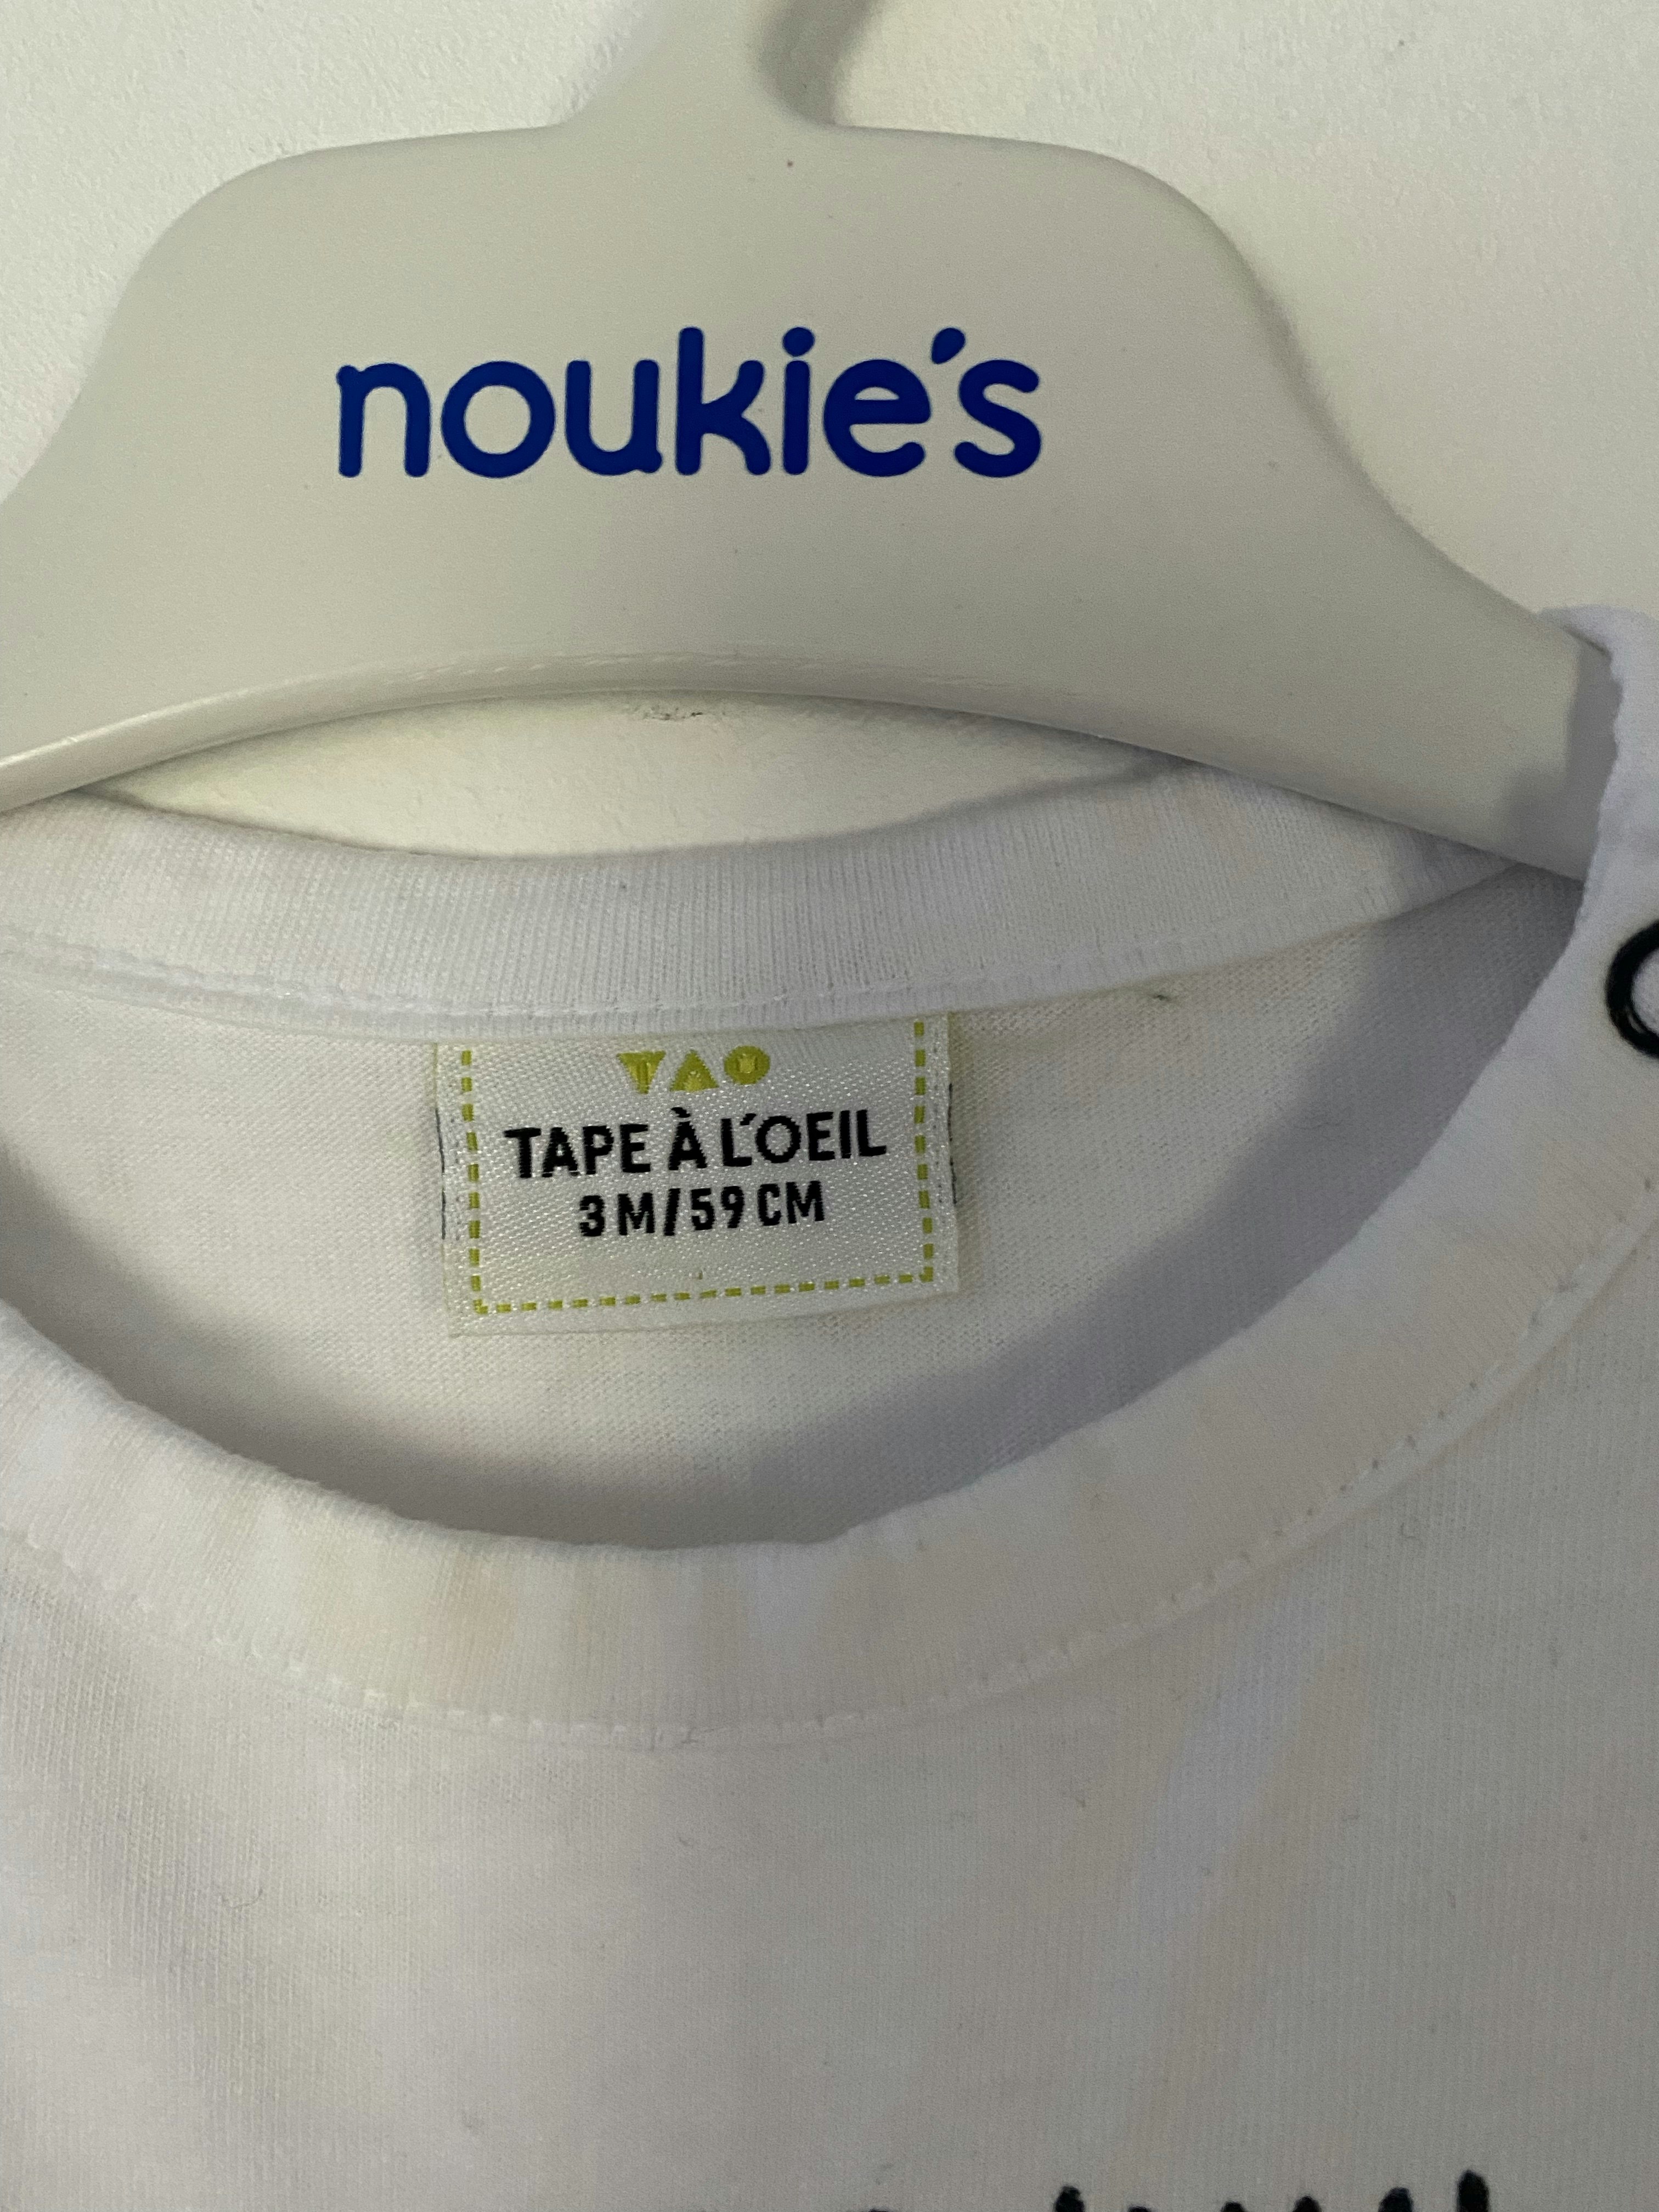 noukie's
TAO
TAPE À L'OEIL
3 M/59 CM